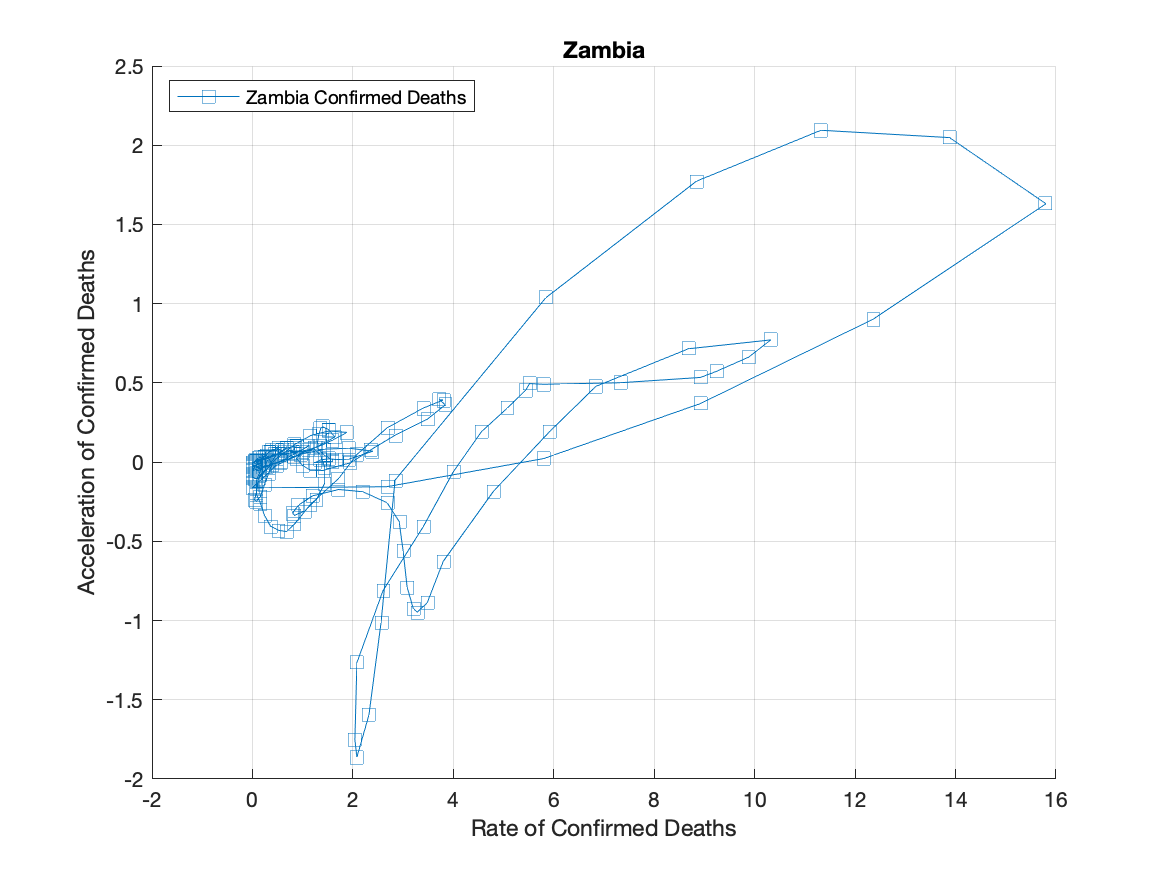 Zambia
2.5
2
1.5
1
0.5
0
-0.5
-1
-1.5
-2
Acceleration of Confirmed Deaths
Zambia Confirmed Deaths
-2 0 2 4 6 8 10 12 14 16
Rate of Confirmed Deaths